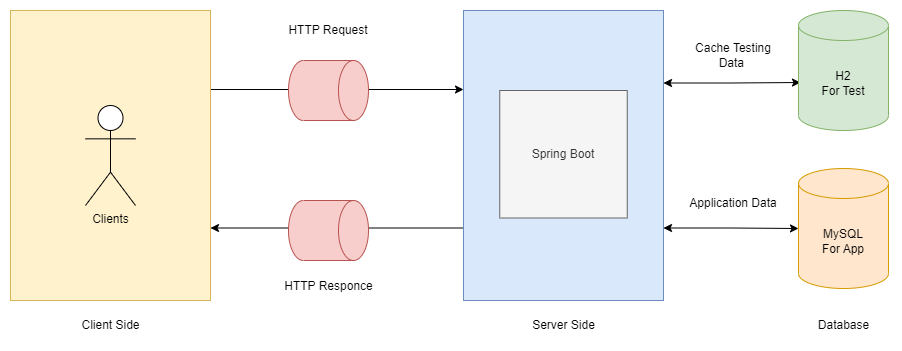 HTTP Request
Cache Testing
Data
H2
For Test
Spring Boot
Clients
Application Data
MySQL
For App
HTTP Responce
Client Side
Server Side
Database